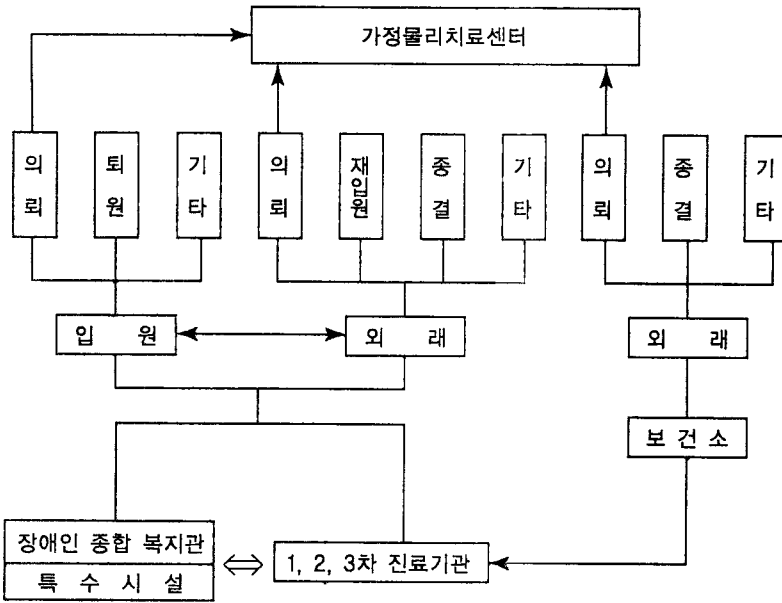 가정물리치료센터
의뢰
퇴원
기타
의뢰
재입원
종결
기타
의뢰
종결
기타
입 원
외 래
외 래
보건소
장애인 종합 복지관
특 수 시 설
1, 2, 3차 진료기관